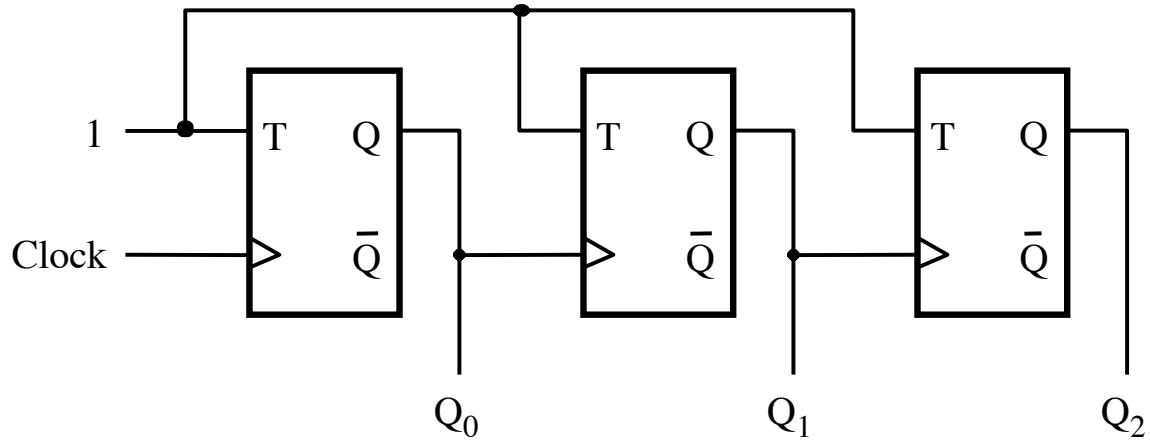 1 T Q T Q T Q
Clock Q̅ Q̅ Q̅
Q₀ Q₁ Q₂